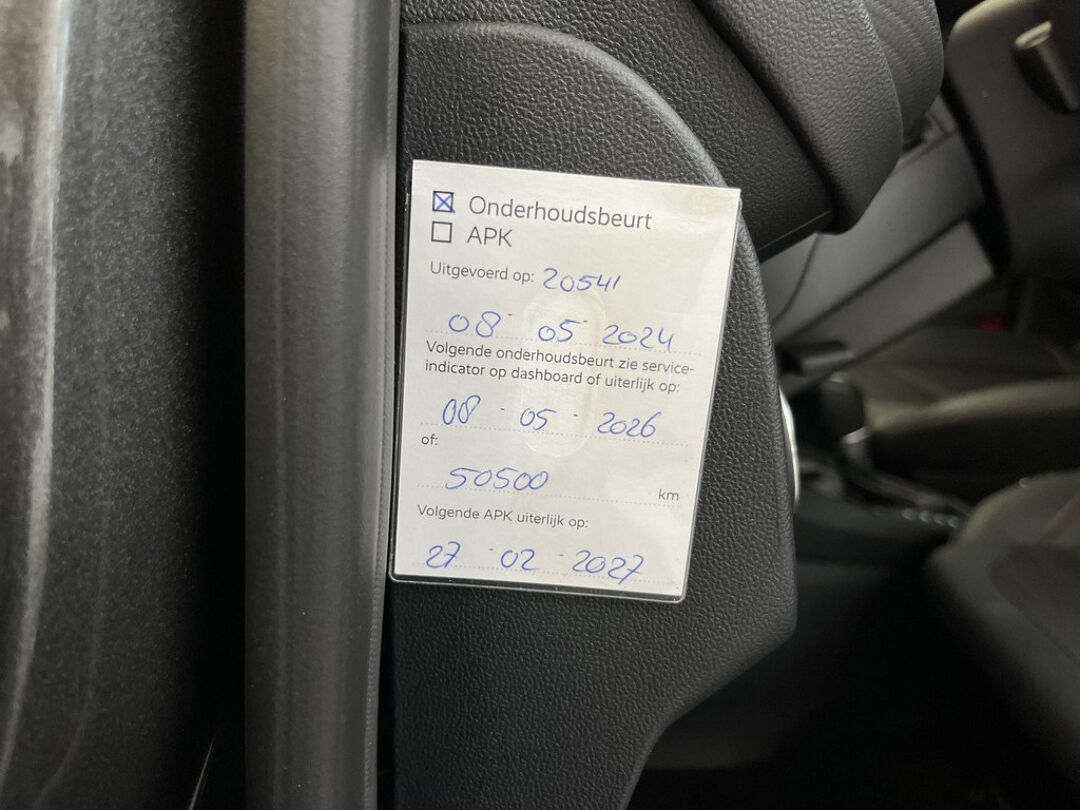 ☒ Onderhoudsbeurt
☐ APK
Uitgevoerd op: 20541
08 - 05 - 2024
Volgende onderhoudsbeurt zie service-
indicator op dashboard of uiterlijk op:
08 - 05 - 2026
of:
50500 km
Volgende APK uiterlijk op:
27 - 02 - 2027